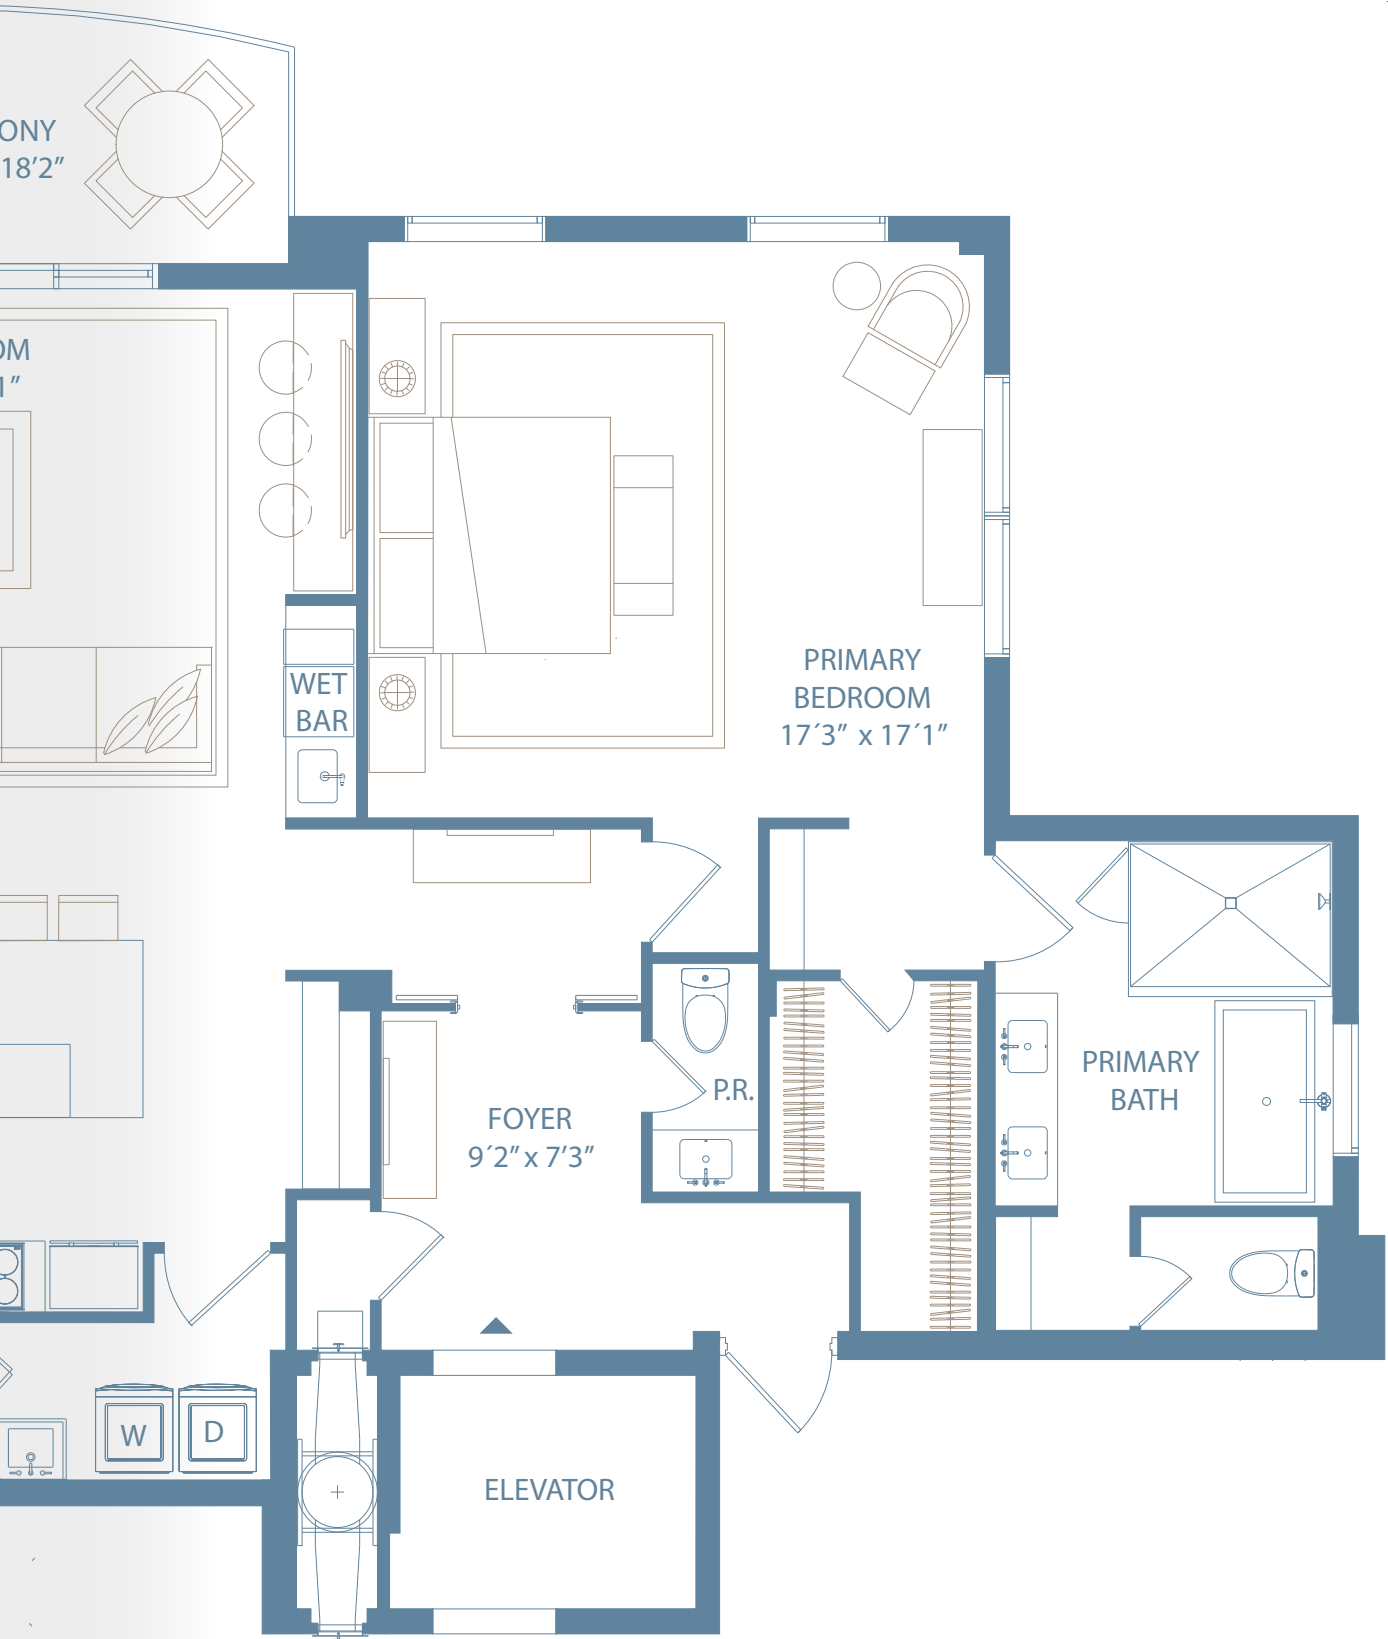 ONY
18’2”
OM
1”
WET
BAR
PRIMARY
BEDROOM
17´3” x 17´1”
P.R.
PRIMARY
BATH
FOYER
9´2” x 7’3”
W
D
ELEVATOR